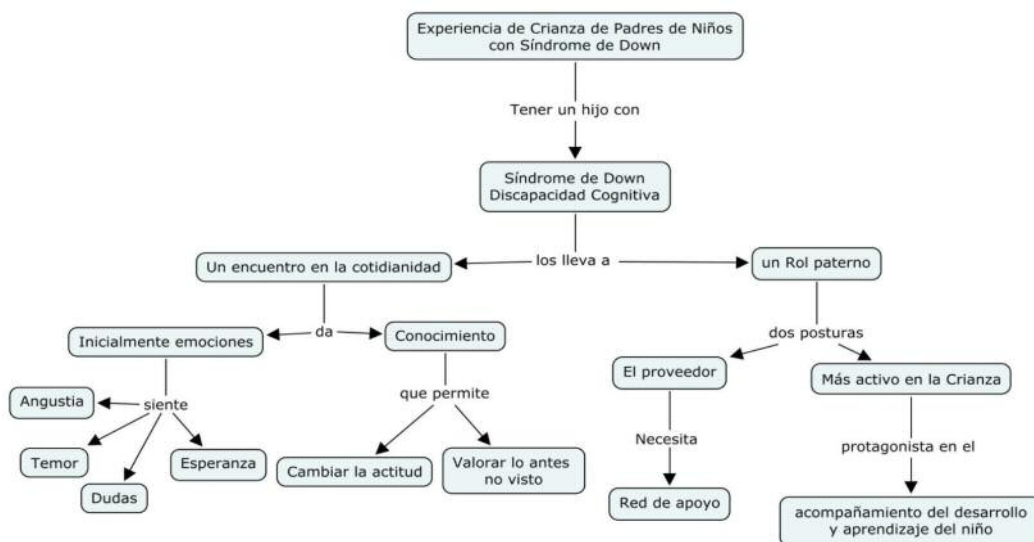 Experiencia de Crianza de Padres de Niños
con Síndrome de Down
Tener un hijo con
Síndrome de Down
Discapacidad Cognitiva
los lleva a
Un encuentro en la cotidianidad
un Rol paterno
da
dos posturas
Inicialmente emociones
Conocimiento
El proveedor
Más activo en la Crianza
siente
que permite
Necesita
protagonista en el
Angustia
Temor
Dudas
Esperanza
Cambiar la actitud
Valorar lo antes
no visto
Red de apoyo
acompañamiento del desarrollo
y aprendizaje del niño